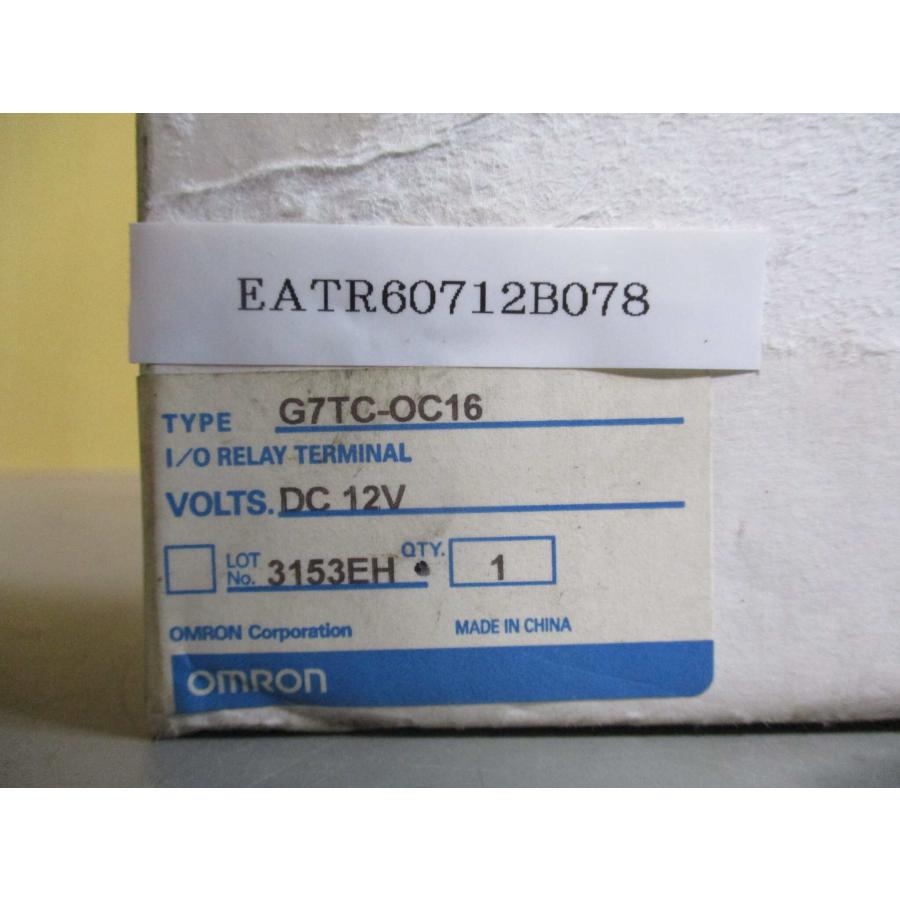 EATR60712B078
TYPE G7TC-OC16
I/O RELAY TERMINAL
VOLTS. DC 12V
LOT No. 3153EH QTY. 1
OMRON Corporation MADE IN CHINA
OMRON